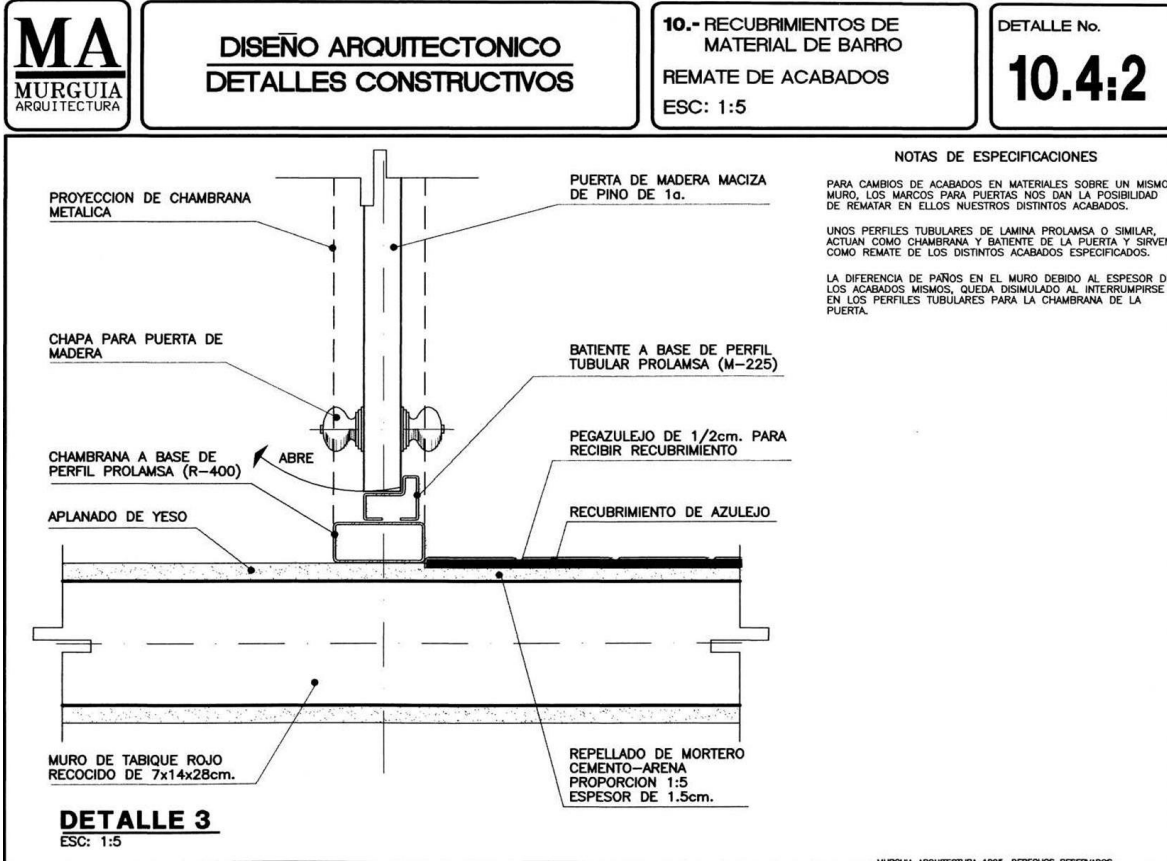 MA
MURGUIA
ARQUITECTURA
DISEÑO ARQUITECTONICO
DETALLES CONSTRUCTIVOS
10.- RECUBRIMIENTOS DE
MATERIAL DE BARRO
REMATE DE ACABADOS
ESC: 1:5
DETALLE No.
10.4:2
PROYECCION DE CHAMBRANA
METALICA
CHAPA PARA PUERTA DE
MADERA
CHAMBRANA A BASE DE
PERFIL PROLAMSA (R-400)
ABRE
APLANADO DE YESO
MURO DE TABIQUE ROJO
RECOCIDO DE 7x14x28cm.
PUERTA DE MADERA MACIZA
DE PINO DE 1a.
BATIENTE A BASE DE PERFIL
TUBULAR PROLAMSA (M-225)
PEGAZULEJO DE 1/2cm. PARA
RECIBIR RECUBRIMIENTO
RECUBRIMIENTO DE AZULEJO
REPELLADO DE MORTERO
CEMENTO-ARENA
PROPORCION 1:5
ESPESOR DE 1.5cm.
NOTAS DE ESPECIFICACIONES
PARA CAMBIOS DE ACABADOS EN MATERIALES SOBRE UN MISMO
MURO, LOS MARCOS PARA PUERTAS NOS DAN LA POSIBILIDAD
DE REMATAR EN ELLOS NUESTROS DISTINTOS ACABADOS.
UNOS PERFILES TUBULARES DE LAMINA PROLAMSA O SIMILAR,
ACTUAN COMO CHAMBRANA Y BATIENTE DE LA PUERTA Y SIRVEN
COMO REMATE DE LOS DISTINTOS ACABADOS ESPECIFICADOS.
LA DIFERENCIA DE PAÑOS EN EL MURO DEBIDO AL ESPESOR D
LOS ACABADOS MISMOS, QUEDA DISIMULADO AL INTERRUMPIRSE
EN LOS PERFILES TUBULARES PARA LA CHAMBRANA DE LA
PUERTA.
DETALLE 3
ESC: 1:5